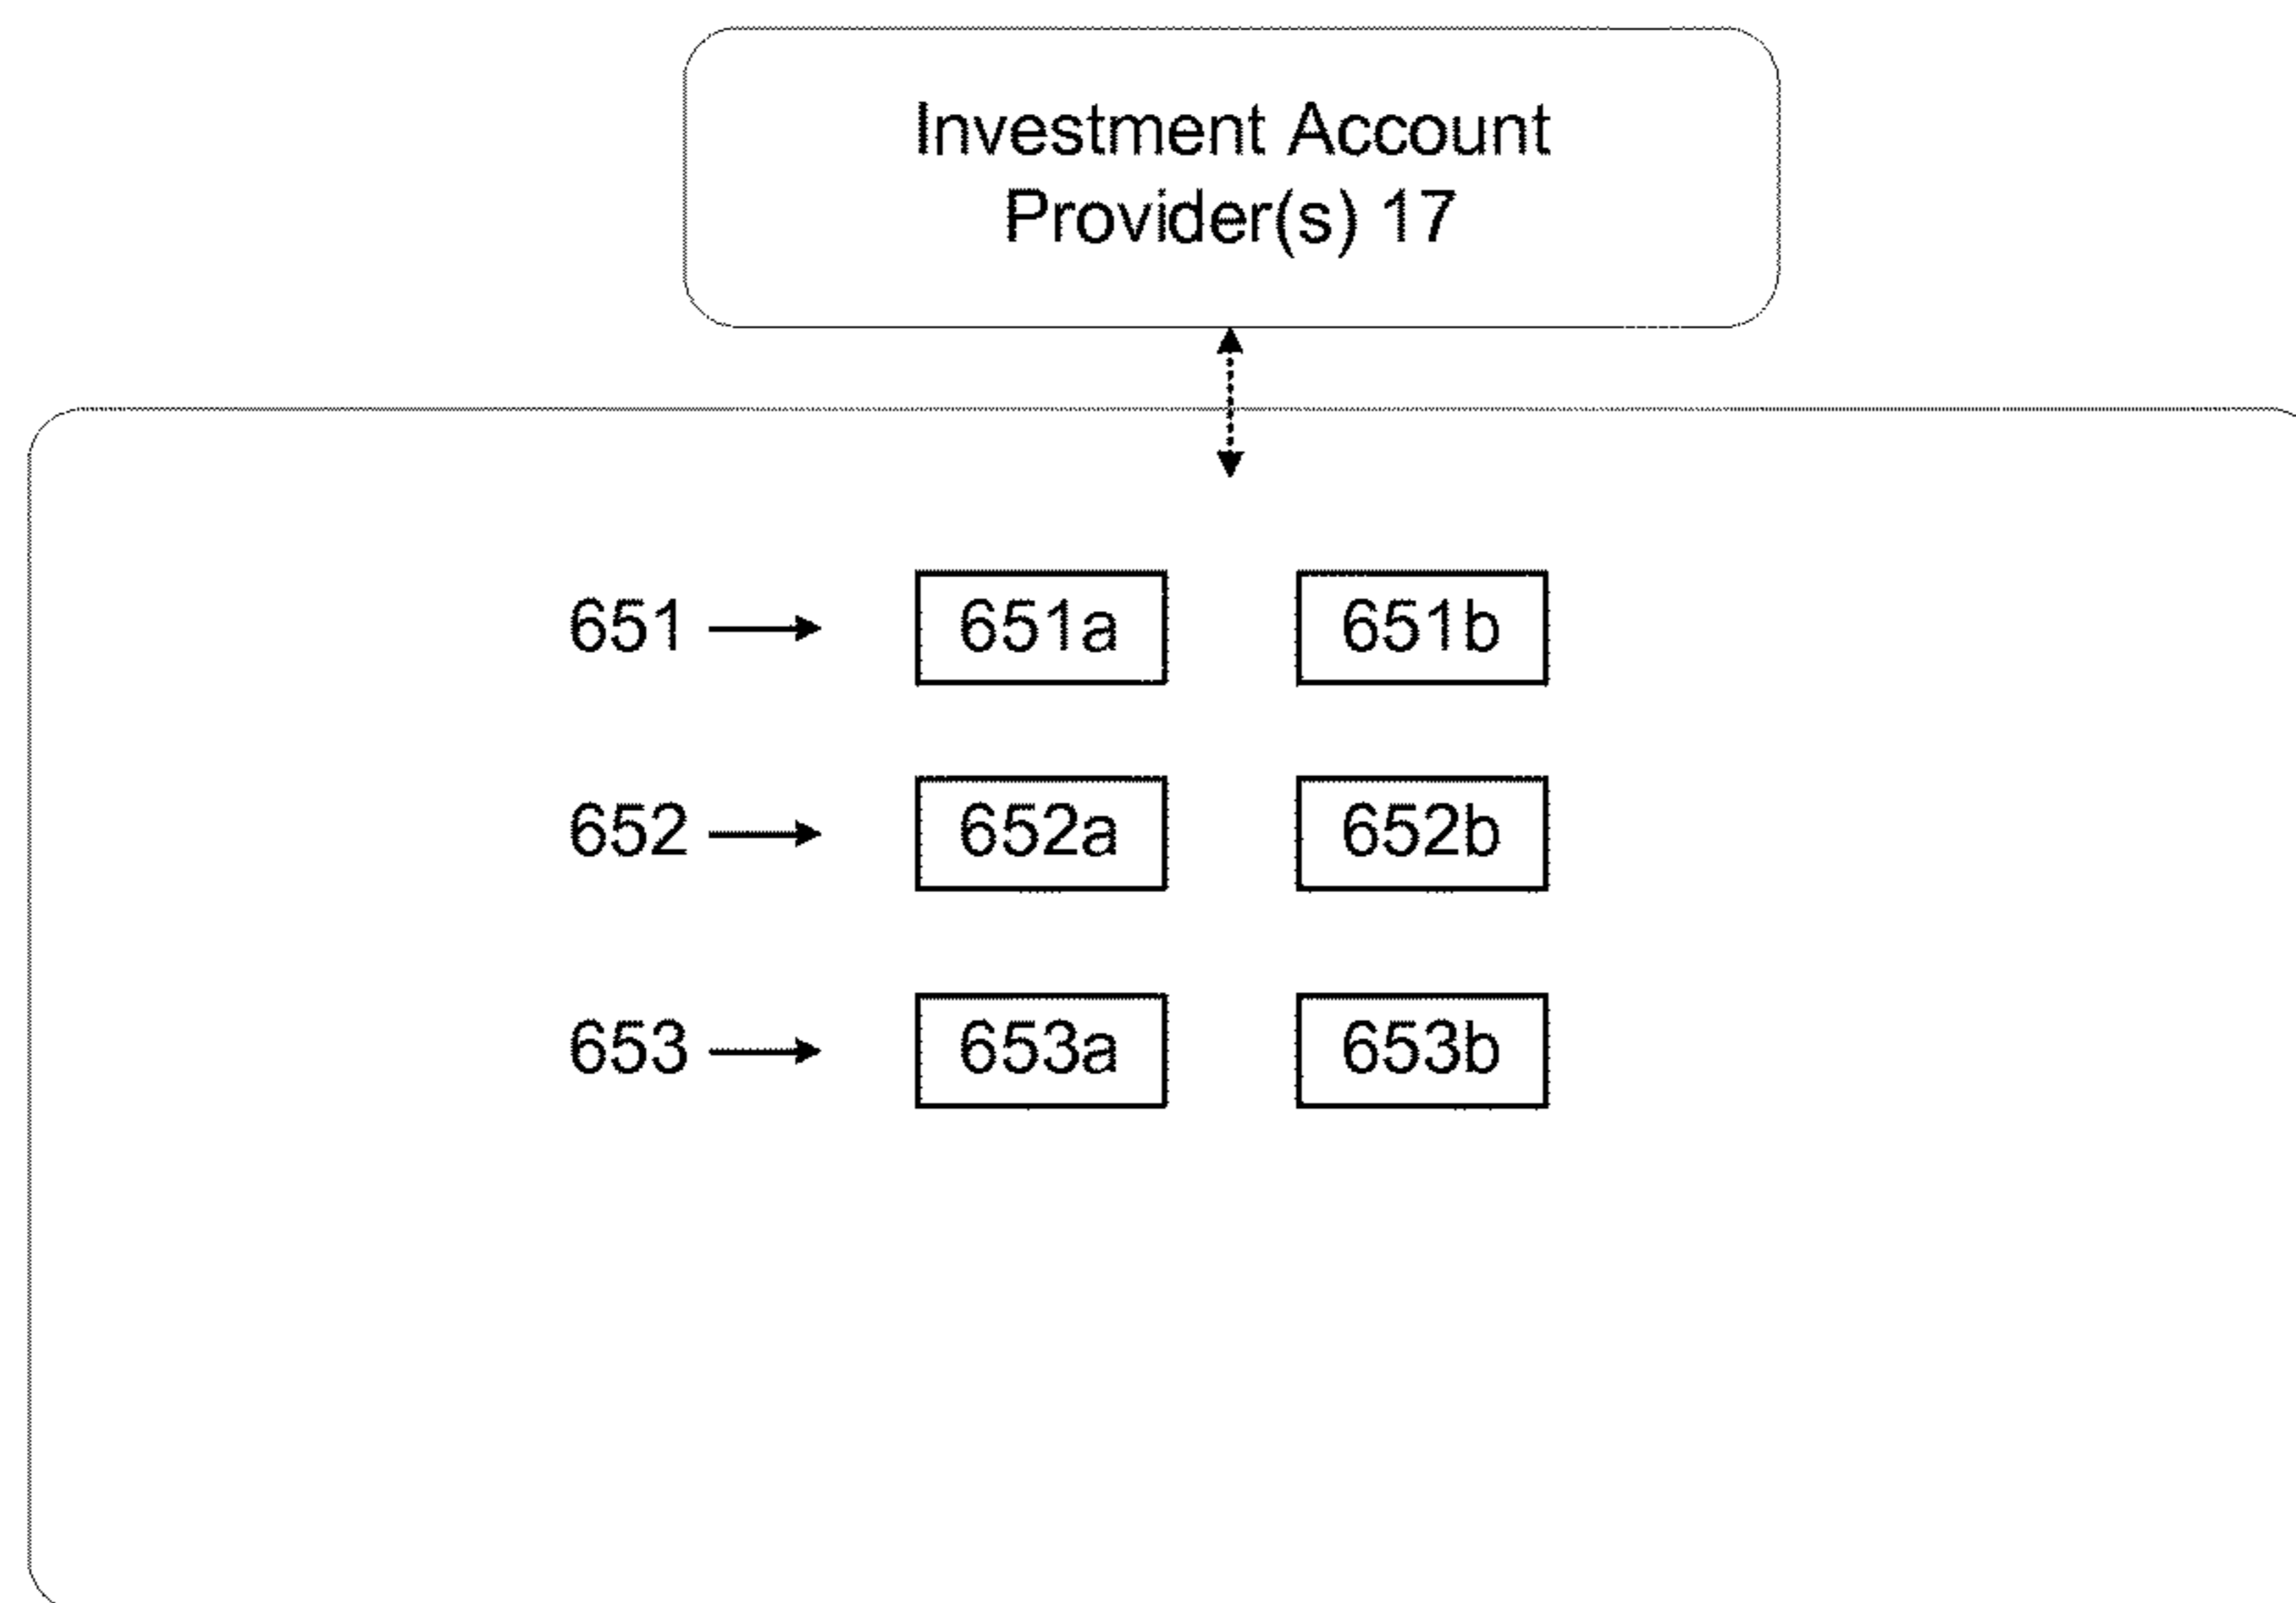 Investment Account
Provider(s) 17
651 651a 651b
652 652a 652b
653 653a 653b